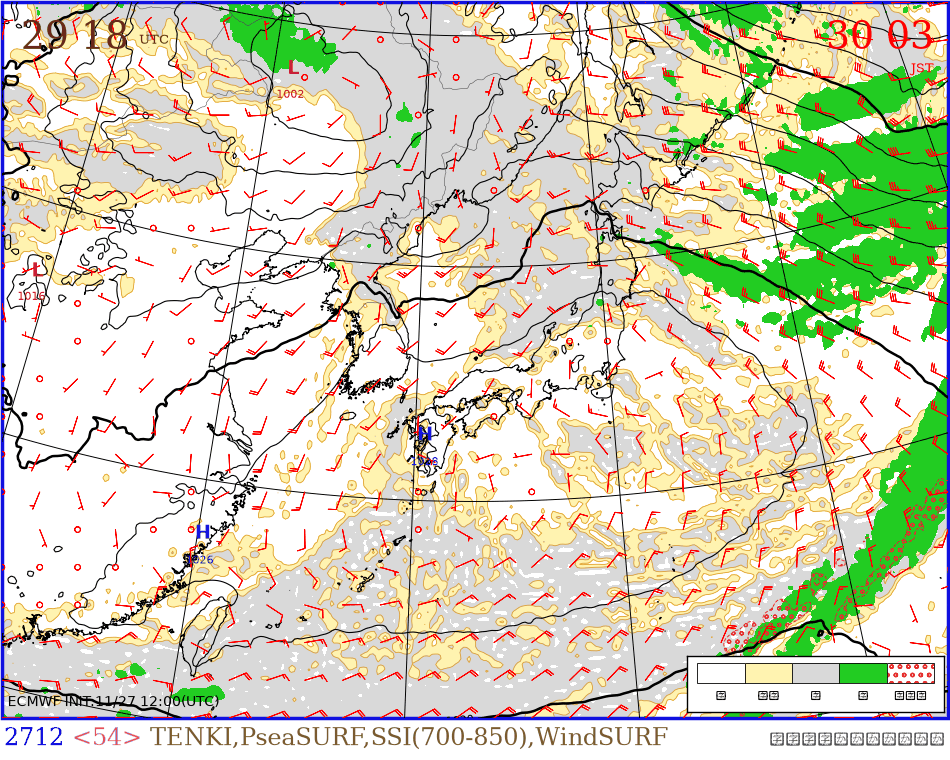 29 18 UTC
30 03 JST
L
1002
L
1016
H
H
ECMWF INIT:11/27 12:00(UTC)
2712 <54> TENKI,PseaSURF,SSI(700-850),WindSURF